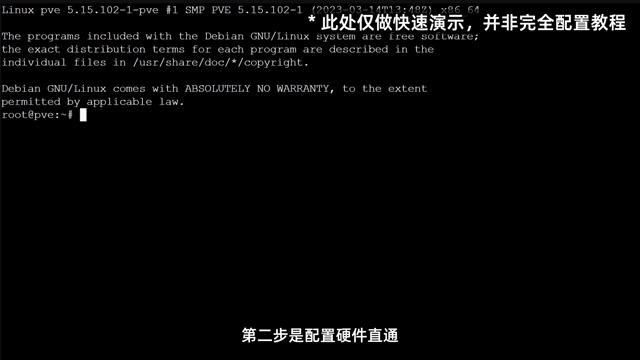 Linux pve 5.15.102-1-pve #1 SMP PVE 5.15.102-1 (2023-03-14T13:48Z) x86_64
* 此处仅做快速演示，并非完全配置教程
The programs included with the Debian GNU/Linux system are free software;
the exact distribution terms for each program are described in the
individual files in /usr/share/doc/*/copyright.
Debian GNU/Linux comes with ABSOLUTELY NO WARRANTY, to the extent
permitted by applicable law.
root@pve:~#
第二步是配置硬件直通